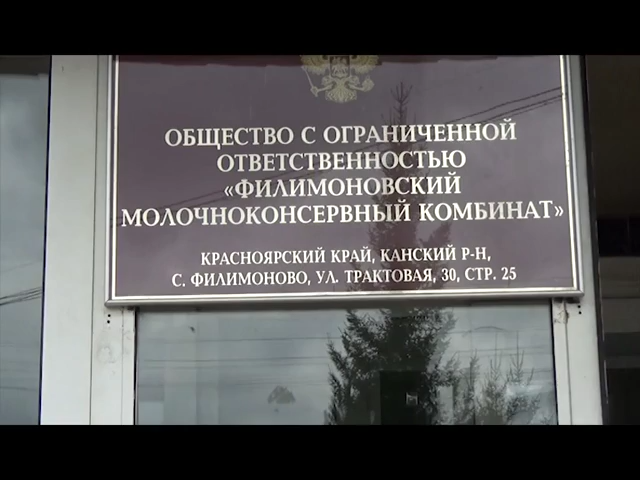 ОБЩЕСТВО С ОГРАНИЧЕННОЙ
ОТВЕТСТВЕННОСТЬЮ
«ФИЛИМОНОВСКИЙ
МОЛОЧНОКОНСЕРВНЫЙ КОМБИНАТ»
КРАСНОЯРСКИЙ КРАЙ, КАНСКИЙ Р-Н,
С. ФИЛИМОНОВО, УЛ. ТРАКТОВАЯ, 30, СТР. 25